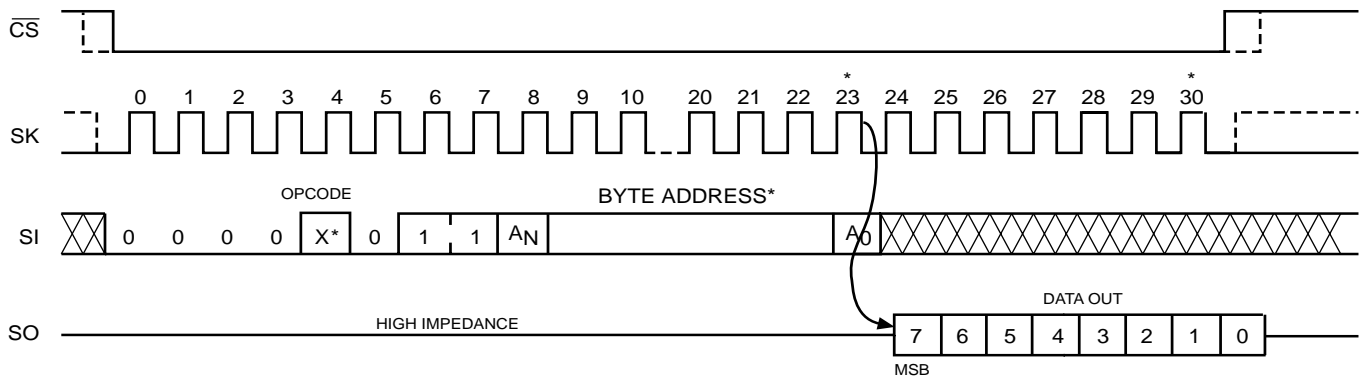 CS
* *
0 1 2 3 4 5 6 7 8 9 10 20 21 22 23 24 25 26 27 28 29 30
SK
OPCODE BYTE ADDRESS*
SI 0 0 0 0 X* 0 1 1 AN A0
DATA OUT
SO HIGH IMPEDANCE 7 6 5 4 3 2 1 0
MSB